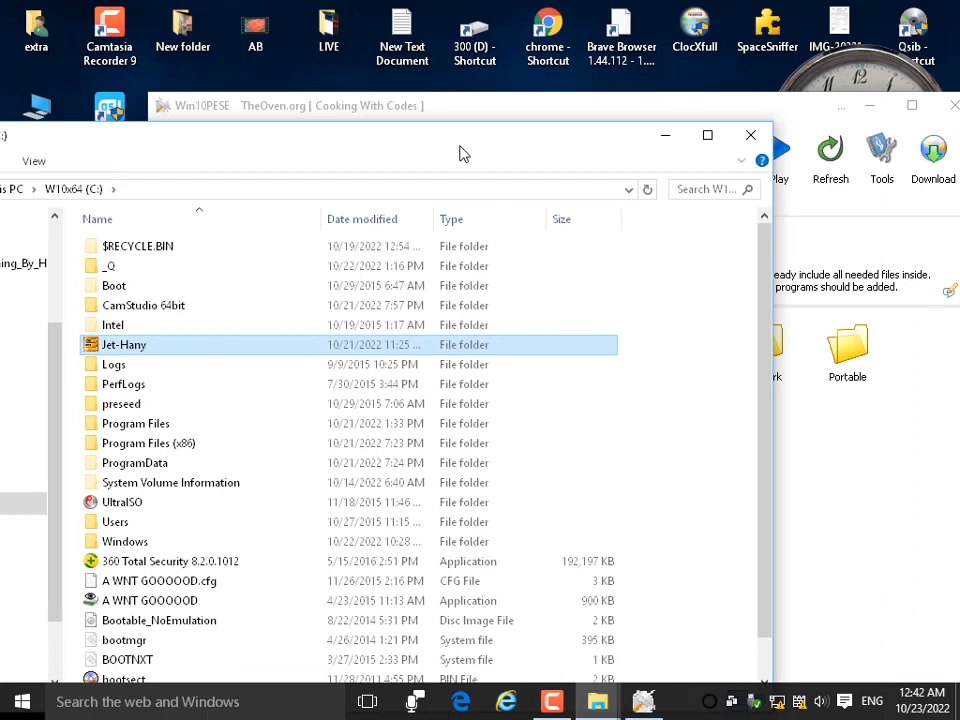 extra
Camtasia
Recorder 9
New folder
AB
LIVE
New Text
Document
300 (D) -
Shortcut
chrome -
Shortcut
Brave Browser
1.44.112 - 1....
ClocXfull
SpaceSniffer
Qsib -
Win10PESE TheOven.org [ Cooking With Codes ]
...
:)
View
is PC > W10x64 (C:) >
Search W1...
Refresh
Tools
Download
Name
Date modified
Type
Size
$RECYCLE.BIN 10/19/2022 12:54 ... File folder
_Q 10/22/2022 1:16 PM File folder
Boot 10/29/2015 6:47 AM File folder
CamStudio 64bit 10/21/2022 7:57 PM File folder
Intel 10/19/2015 1:17 AM File folder
Jet-Hany 10/21/2022 11:25 ... File folder
Logs 9/9/2015 10:25 PM File folder
PerfLogs 7/30/2015 3:44 PM File folder
preseed 10/29/2015 7:06 AM File folder
Program Files 10/21/2022 1:33 PM File folder
Program Files (x86) 10/21/2022 7:23 PM File folder
ProgramData 10/21/2022 7:24 PM File folder
System Volume Information 10/14/2022 6:40 AM File folder
UltraISO 11/18/2015 11:46 ... File folder
Users 10/27/2015 11:15 ... File folder
Windows 10/22/2022 10:28 ... File folder
360 Total Security 8.2.0.1012 5/15/2016 2:51 PM Application 192,197 KB
A WNT GOOOOD.cfg 11/26/2015 2:16 PM CFG File 3 KB
A WNT GOOOOD 4/23/2015 11:13 AM Application 900 KB
Bootable_NoEmulation 8/22/2014 5:31 PM Disc Image File 2 KB
bootmgr 4/26/2014 1:21 PM System file 395 KB
BOOTNXT 3/27/2015 2:33 PM System file 1 KB
bootsect 11/28/2011 4:55 PM BIN File 2 KB
ning_By_H
eady include all needed files inside.
programs should be added.
rk
Portable
Search the web and Windows
ENG
12:42 AM
10/23/2022